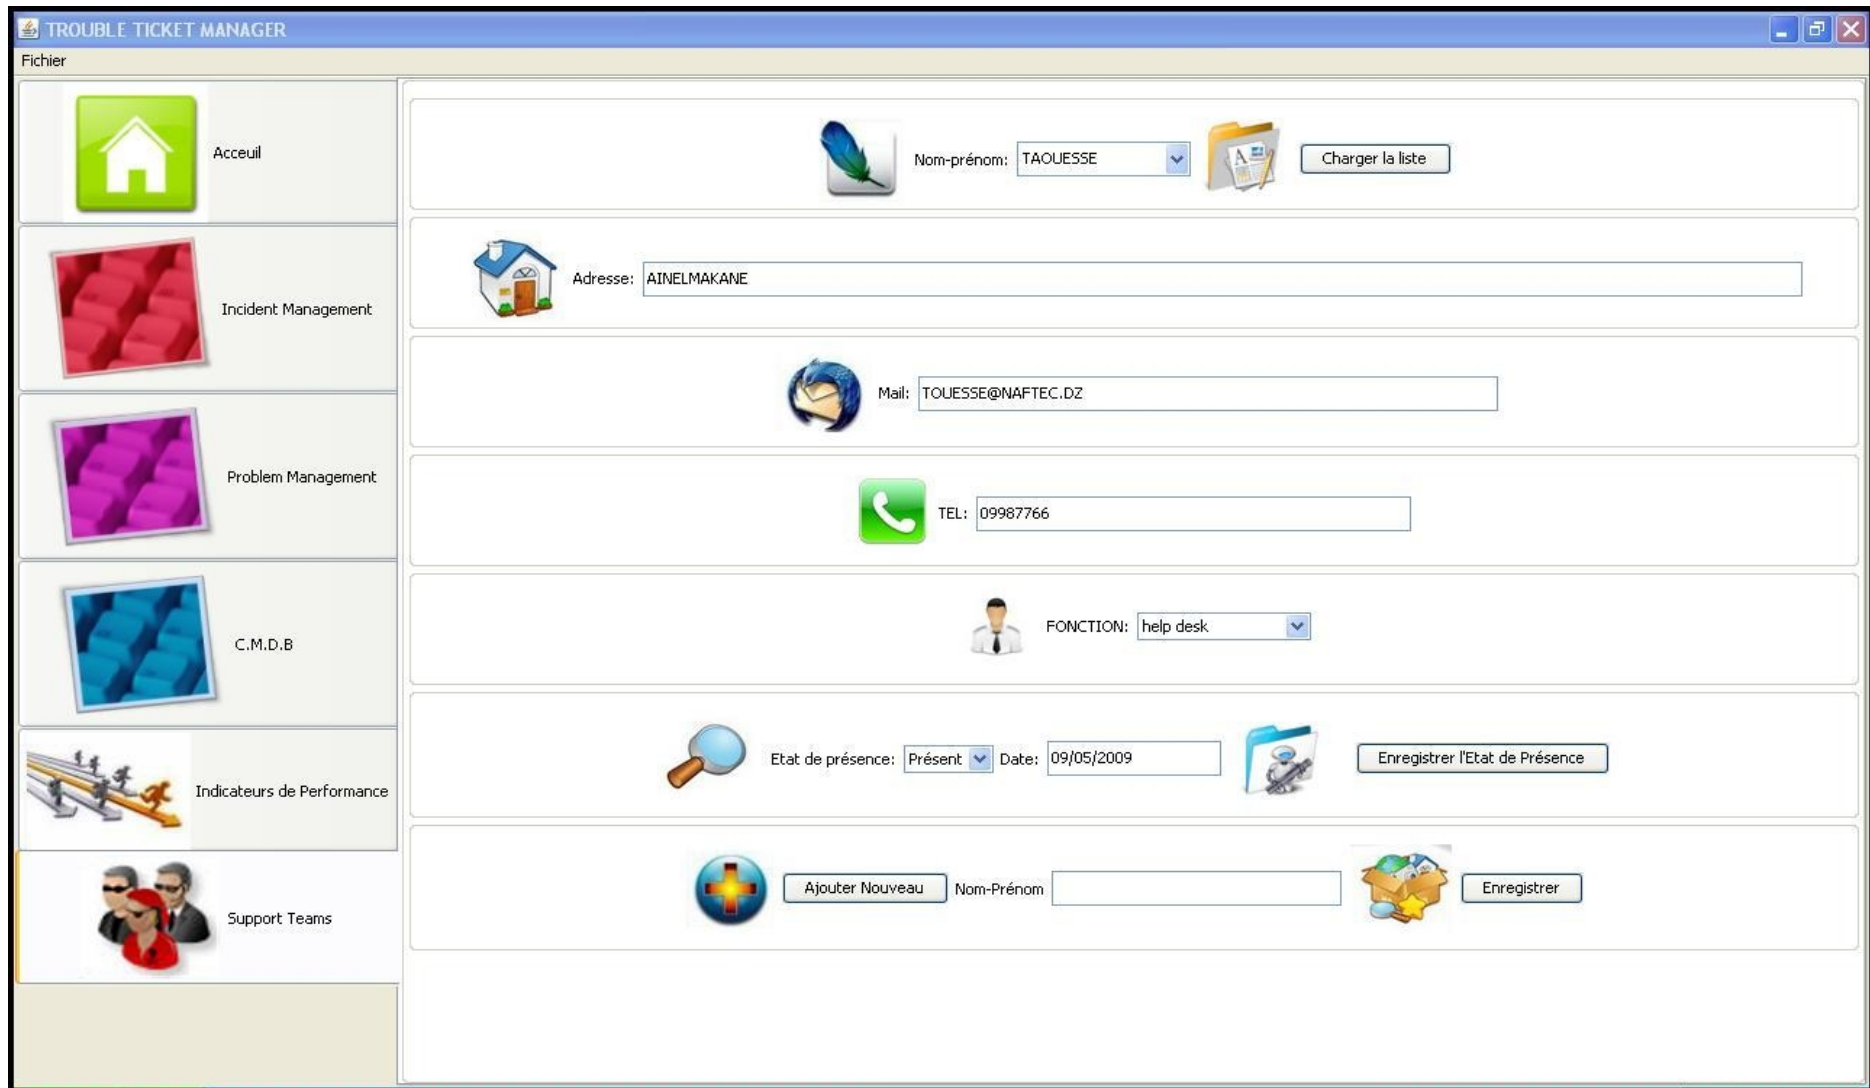 TROUBLE TICKET MANAGER
Fichier
Acceuil
Incident Management
Problem Management
C.M.D.B
Indicateurs de Performance
Support Teams
Nom-prénom: TAOUESSE Charger la liste
Adresse: AINELMAKANE
Mail: TOUESSE@NAFTEC.DZ
TEL: 09987766
FONCTION: help desk
Etat de présence: Présent Date: 09/05/2009 Enregistrer l'Etat de Présence
Ajouter Nouveau Nom-Prénom Enregistrer